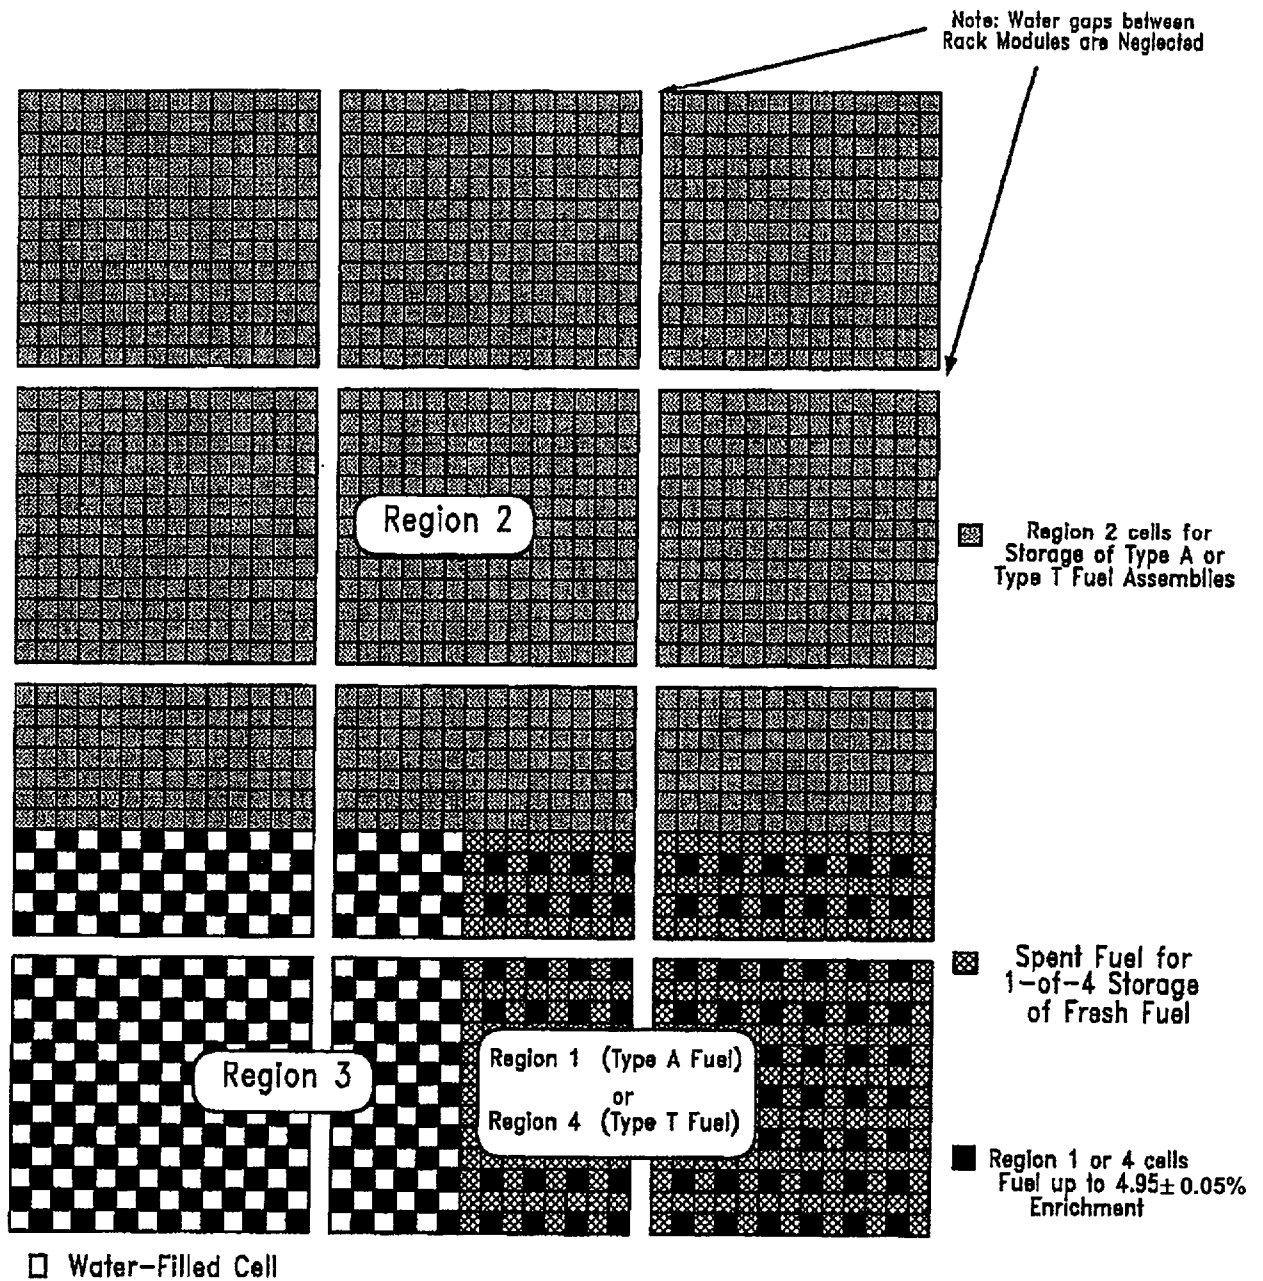 Note: Water gaps between
Rack Modules are Neglected
Region 2
Region 2 cells for
Storage of Type A or
Type T Fuel Assemblies
Spent Fuel for
1-of-4 Storage
of Fresh Fuel
Region 3
Region 1 (Type A Fuel)
or
Region 4 (Type T Fuel)
Region 1 or 4 cells
Fuel up to 4.95± 0.05%
Enrichment
Water-Filled Cell